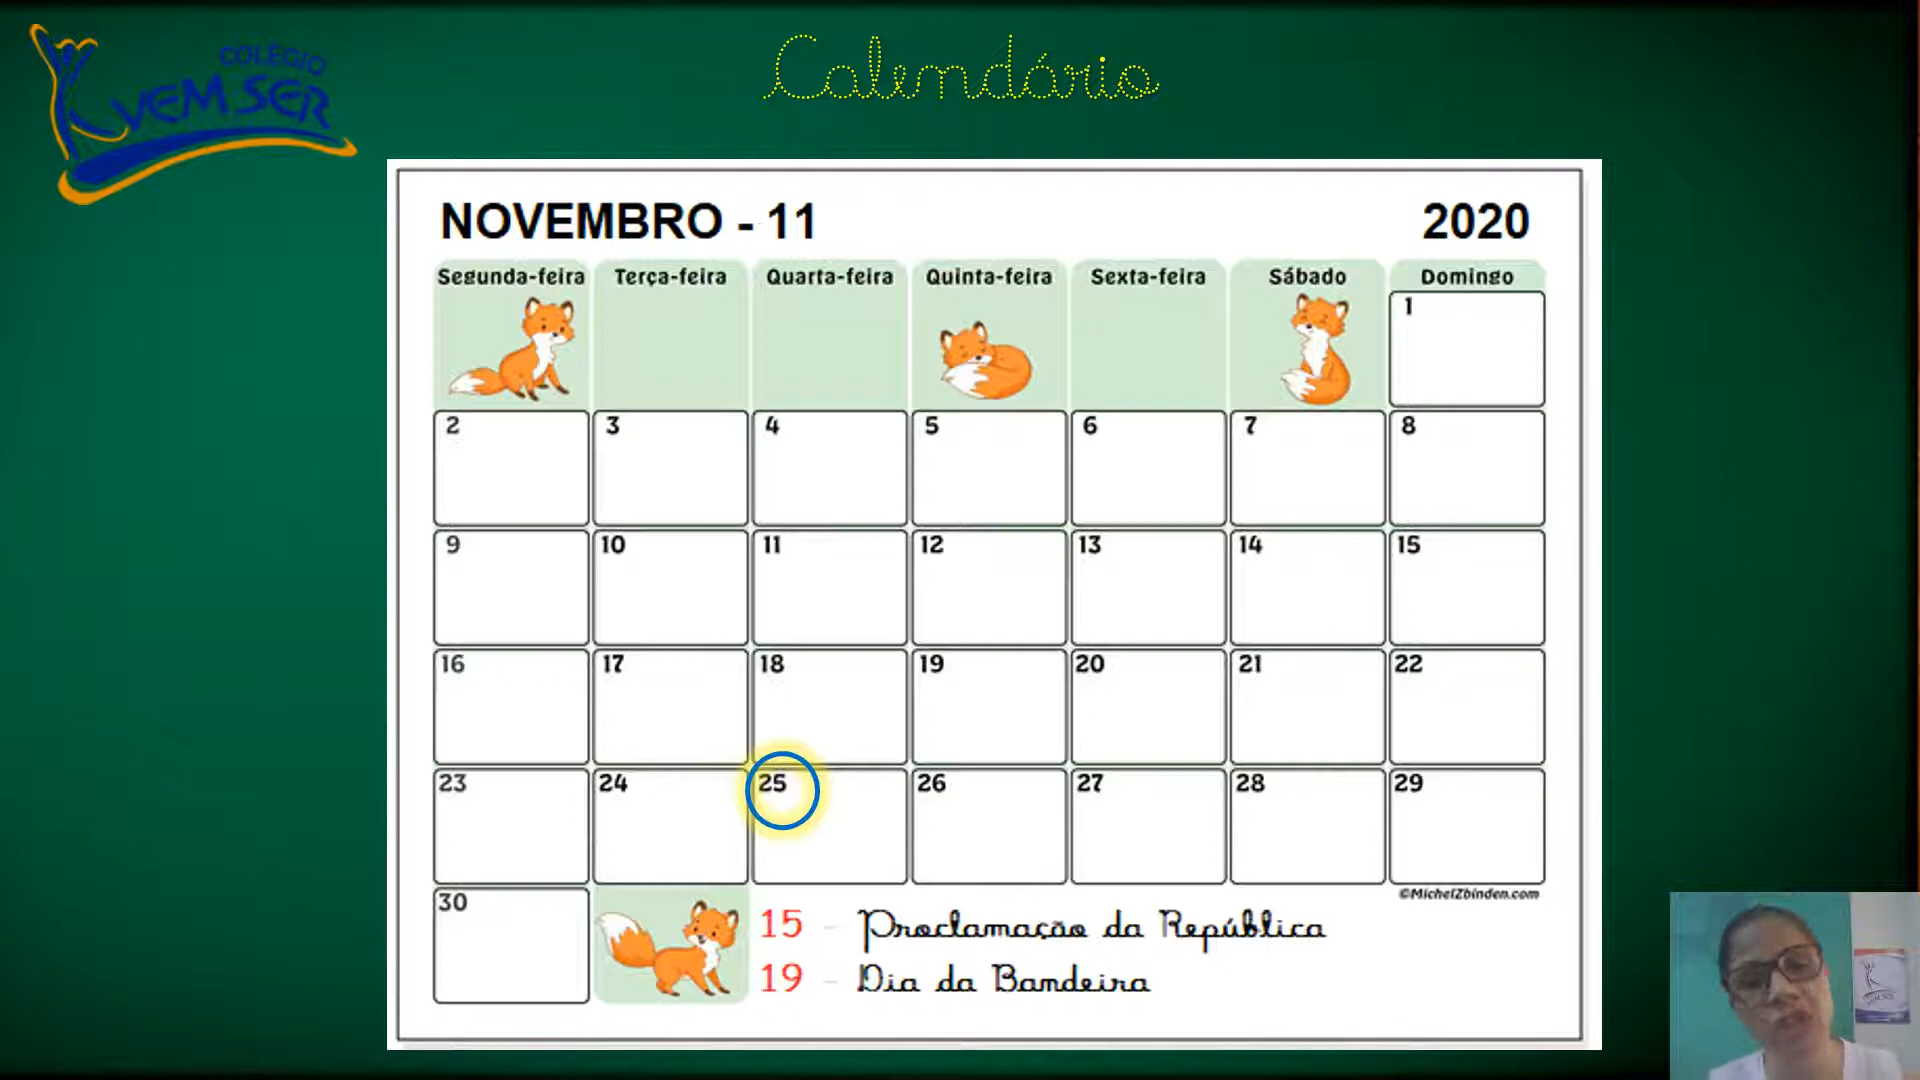 COLÉGIO
VEM SER
Calendário
NOVEMBRO - 11 2020
Segunda-feira Terça-feira Quarta-feira Quinta-feira Sexta-feira Sábado Domingo
1
2 3 4 5 6 7 8
9 10 11 12 13 14 15
16 17 18 19 20 21 22
23 24 25 26 27 28 29
30
©MichelZbinden.com
15 - Proclamação da República
19 - Dia da Bandeira
VEM SER